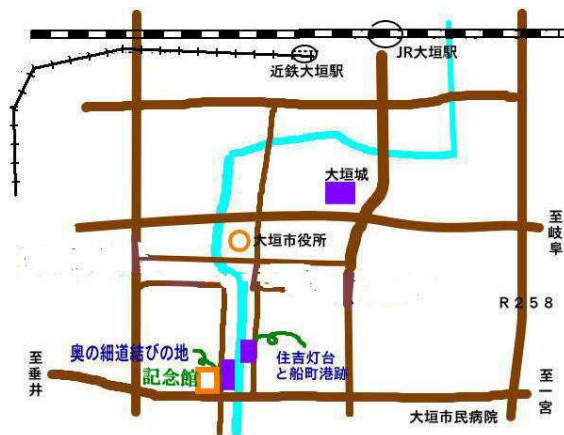 JR大垣駅
近鉄大垣駅
大垣城
大垣市役所
至岐阜
R258
奥の細道結びの地
記念館
住吉灯台
と船町港跡
至垂井
至一宮
大垣市民病院